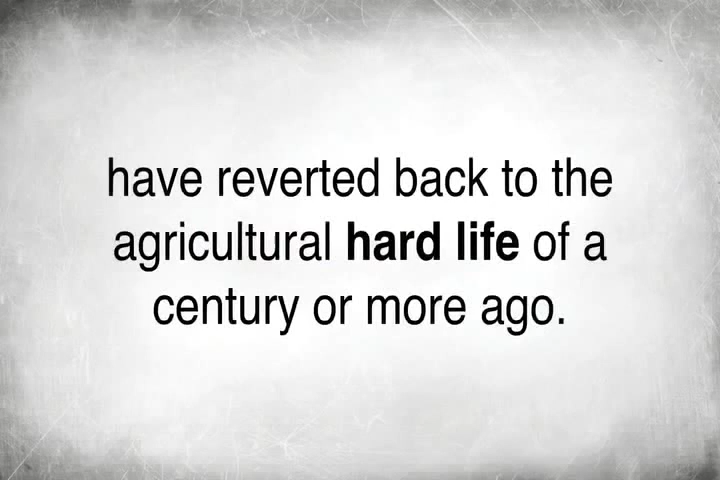 have reverted back to the
agricultural hard life of a
century or more ago.